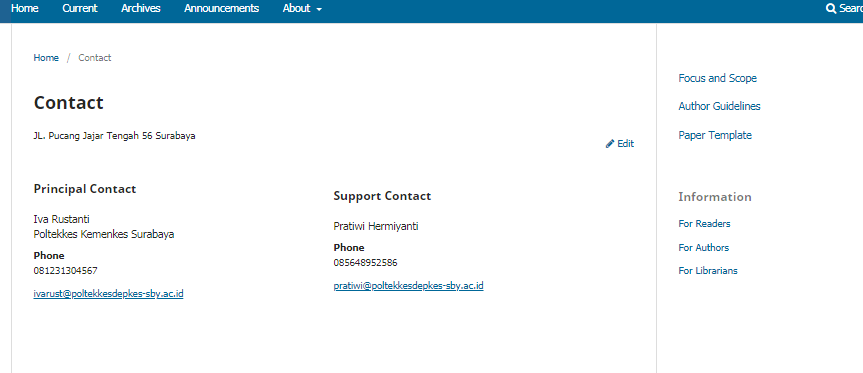 Home Current Archives Announcements About
Home / Contact
Contact
JL. Pucang Jajar Tengah 56 Surabaya
Edit
Principal Contact
Iva Rustanti
Poltekkes Kemenkes Surabaya
Phone
081231304567
ivarust@poltekkesdepkes-sby.ac.id
Support Contact
Pratiwi Hermiyanti
Phone
085648952586
pratiwi@poltekkesdepkes-sby.ac.id
Focus and Scope
Author Guidelines
Paper Template
Information
For Readers
For Authors
For Librarians